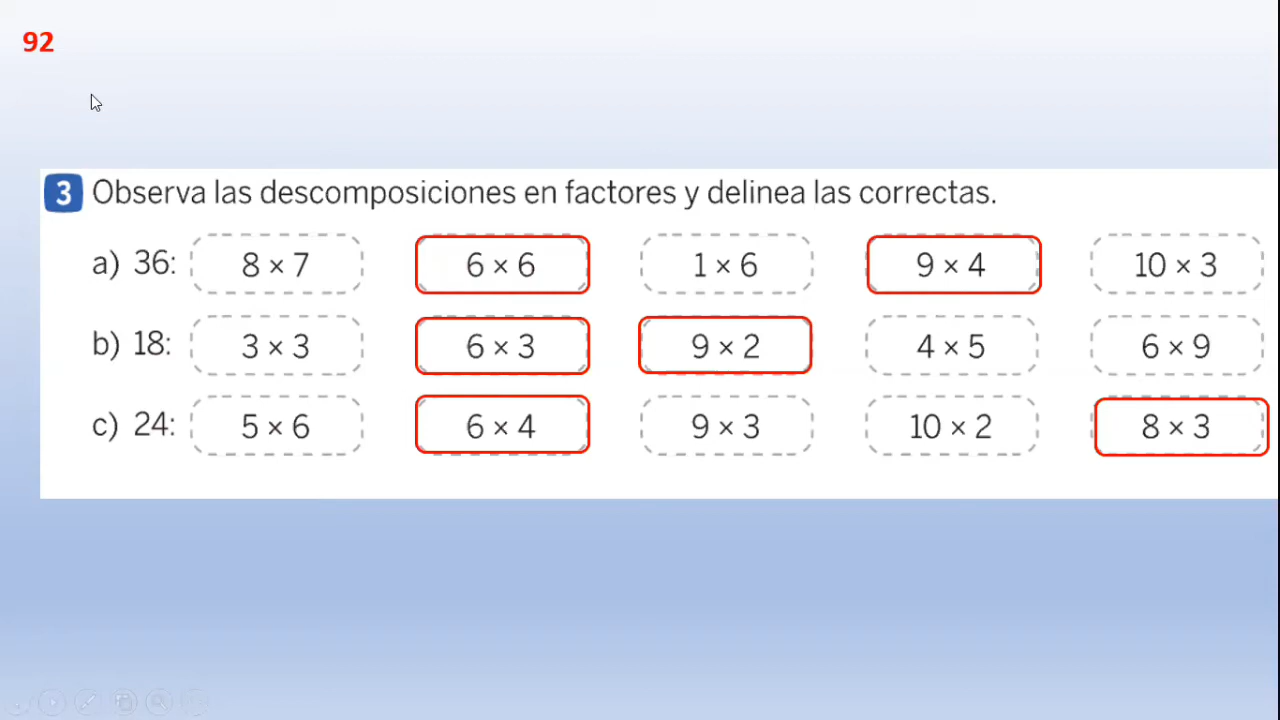 92
3 Observa las descomposiciones en factores y delinea las correctas.
a) 36: 8 × 7 6 × 6 1 × 6 9 × 4 10 × 3
b) 18: 3 × 3 6 × 3 9 × 2 4 × 5 6 × 9
c) 24: 5 × 6 6 × 4 9 × 3 10 × 2 8 × 3